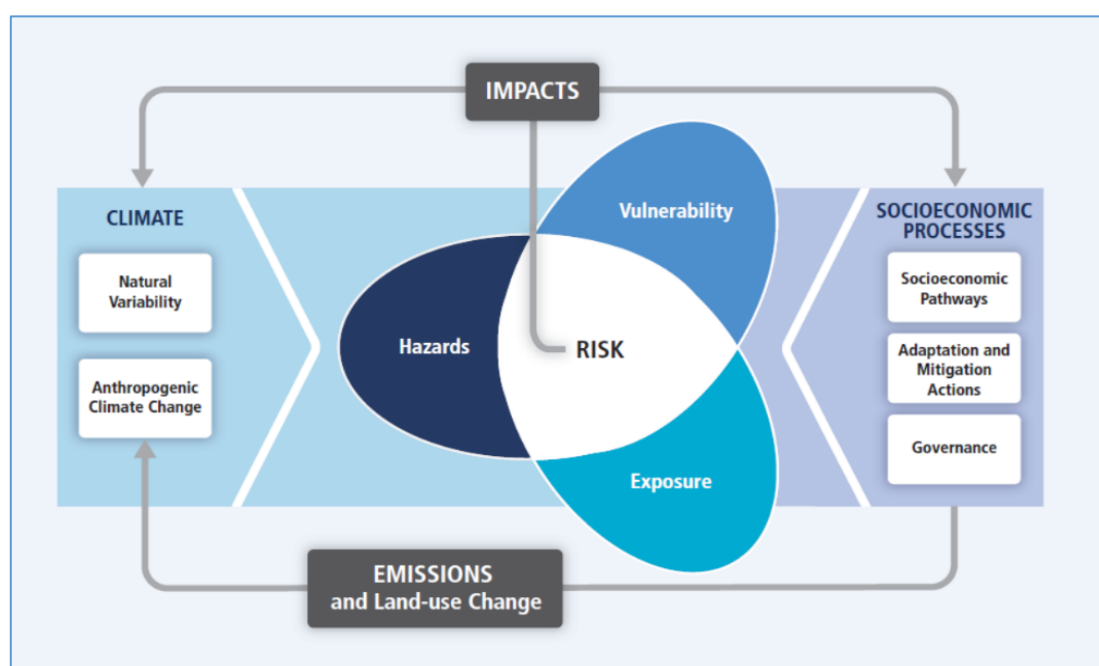 IMPACTS
CLIMATE
Natural
Variability
Anthropogenic
Climate Change
Vulnerability
Hazards
RISK
Exposure
SOCIOECONOMIC
PROCESSES
Socioeconomic
Pathways
Adaptation and
Mitigation
Actions
Governance
EMISSIONS
and Land-use Change